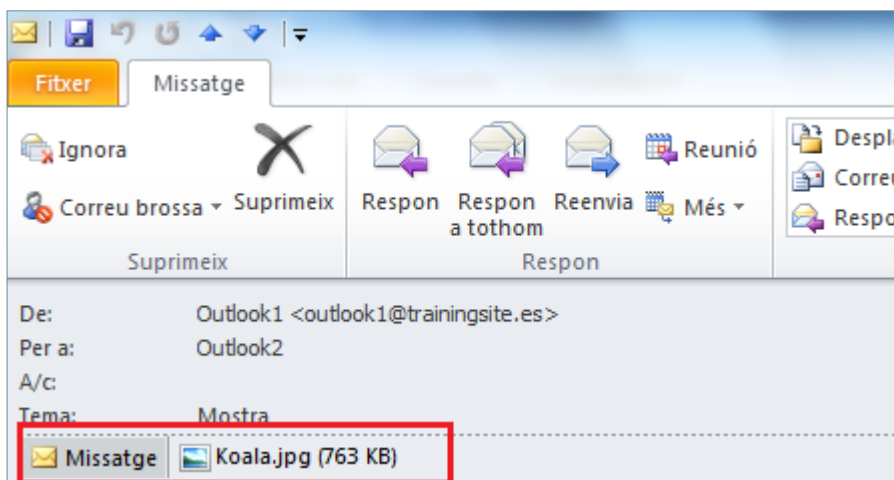 Fitxer Missatge
Ignora
Correu brossa
Suprimeix
Suprimeix
Respon
Respon
a tothom
Reenvia
Reunió
Més
Respon
De: Outlook1 <outlook1@trainingsite.es>
Per a: Outlook2
A/c:
Tema: Mostra
Missatge Koala.jpg (763 KB)